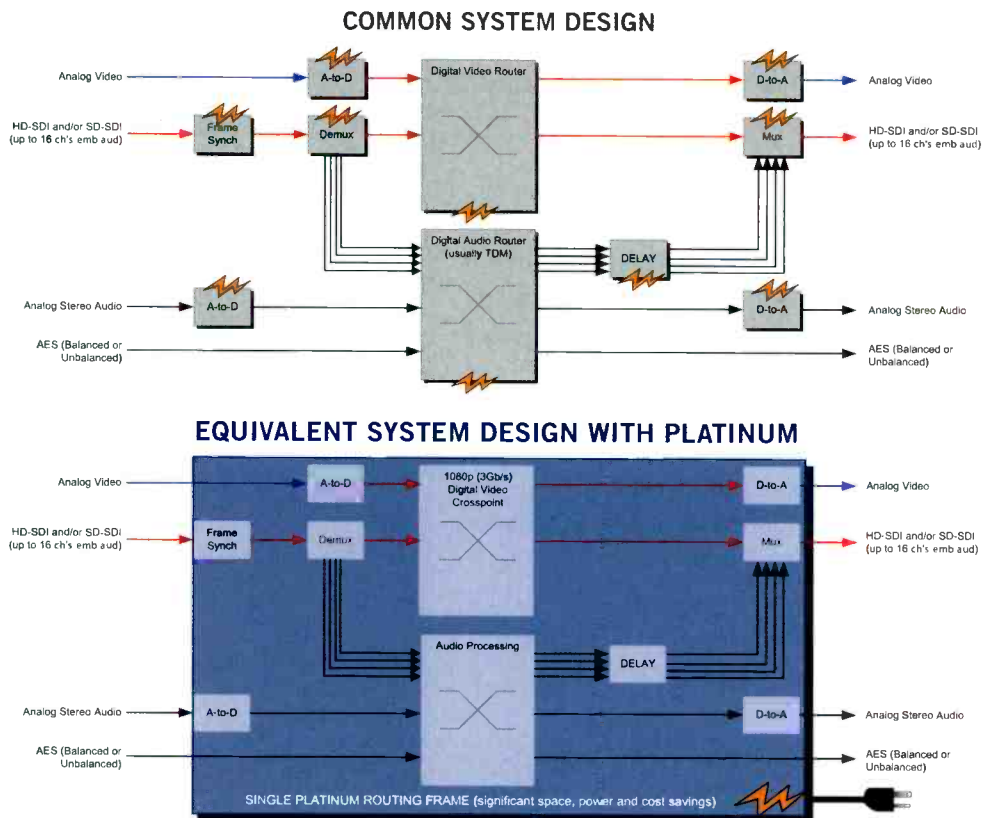 COMMON SYSTEM DESIGN
Analog Video
A-to-D
Digital Video Router
D-to-A
Analog Video
HD-SDI and/or SD-SDI
(up to 16 ch's emb aud)
Frame
Synch
Demux
Mux
HD-SDI and/or SD-SDI
(up to 16 ch's emb aud)
Digital Audio Router
(usually TDM)
DELAY
Analog Stereo Audio
A-to-D
D-to-A
Analog Stereo Audio
AES (Balanced or
Unbalanced)
AES (Balanced or
Unbalanced)
EQUIVALENT SYSTEM DESIGN WITH PLATINUM
Analog Video
A-to-D
1080p (3Gb/s)
Digital Video
Crosspoint
D-to-A
Analog Video
HD-SDI and/or SD-SDI
(up to 16 ch's emb aud)
Frame
Synch
Demux
Mux
HD-SDI and/or SD-SDI
(up to 16 ch's emb aud)
Audio Processing
DELAY
Analog Stereo Audio
A-to-D
D-to-A
Analog Stereo Audio
AES (Balanced or
Unbalanced)
AES (Balanced or
Unbalanced)
SINGLE PLATINUM ROUTING FRAME (significant space, power and cost savings)